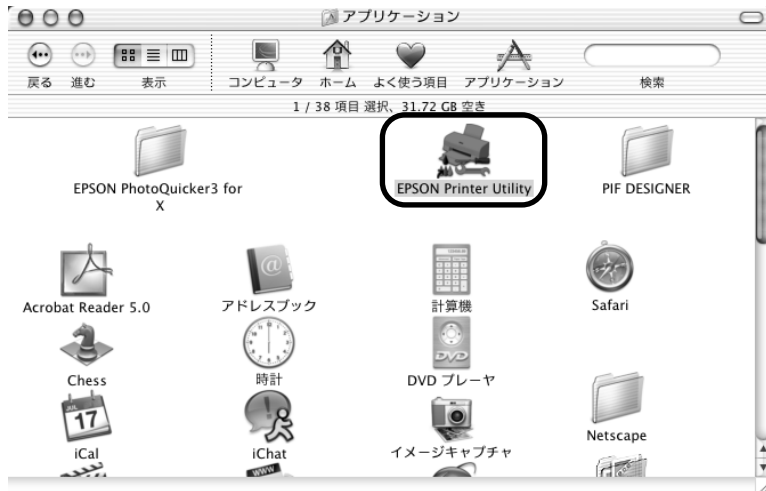 アプリケーション
戻る 進む 表示 コンピュータ ホーム よく使う項目 アプリケーション 検索
1 / 38 項目 選択、31.72 GB 空き
EPSON PhotoQuicker3 for X
EPSON Printer Utility
PIF DESIGNER
Acrobat Reader 5.0
アドレスブック
計算機
Safari
Chess
時計
DVD プレーヤ
DVD
Netscape
JUL
17
iCal
iChat
イメージキャプチャ
WWW